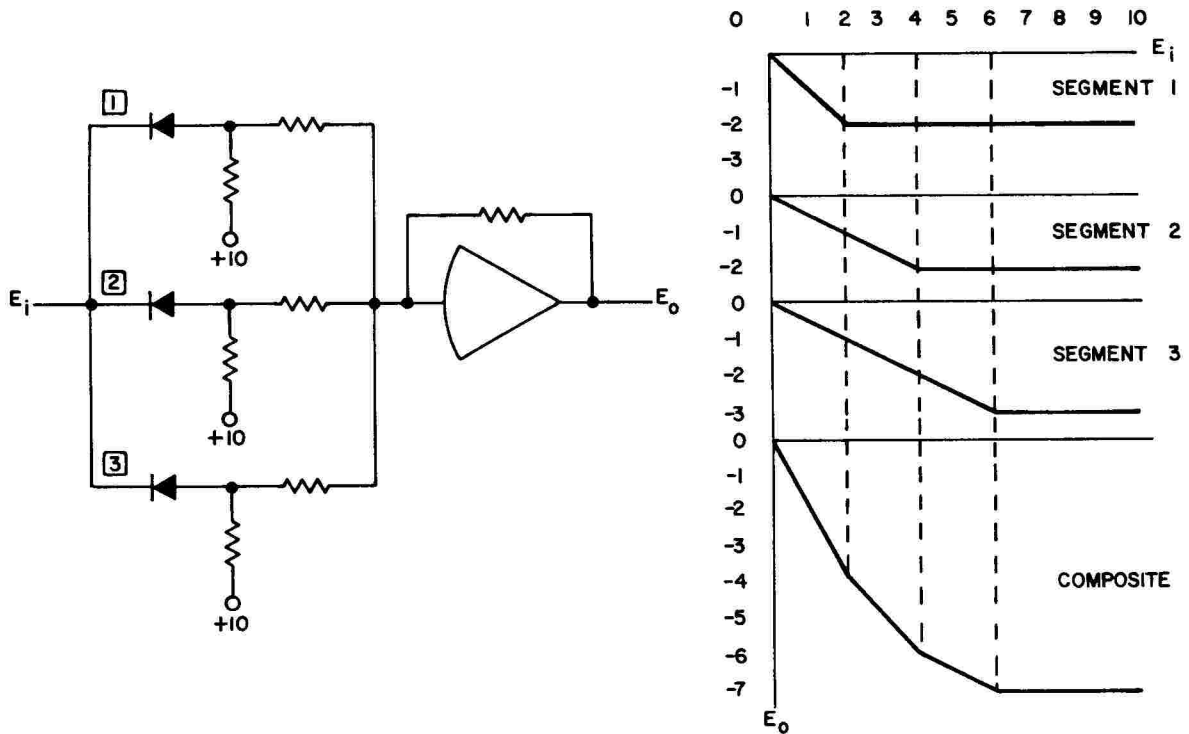 1
+10
2
E_i
E_o
+10
3
+10
0 1 2 3 4 5 6 7 8 9 10
E_i
-1
SEGMENT 1
-2
-3
0
-1
SEGMENT 2
-2
0
-1
SEGMENT 3
-2
-3
0
-1
-2
-3
-4
COMPOSITE
-5
-6
-7
E_o